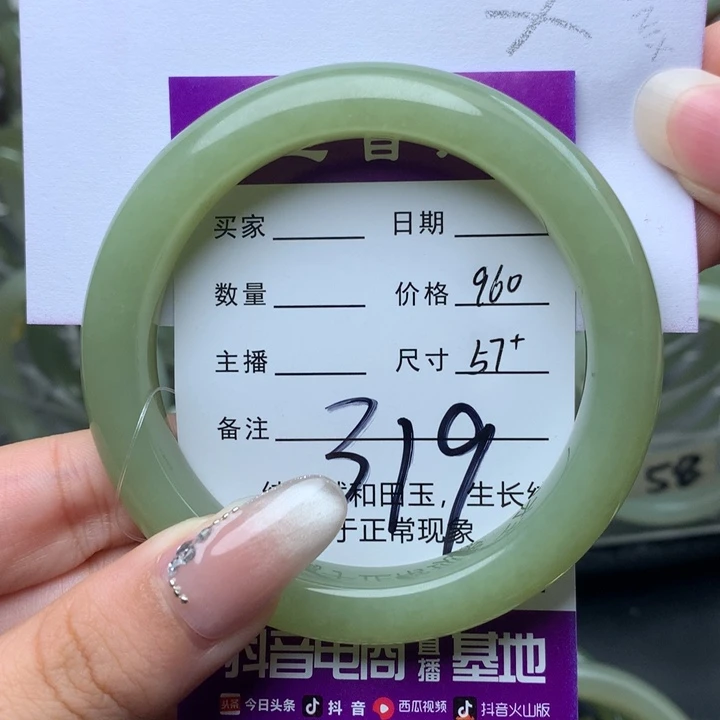 买家 日期
数量 价格 960
主播 尺寸 57+
备注 319
和田玉，生长
于正常现象
抖音电商直播基地
今日头条 抖音 西瓜视频 抖音火山版
58